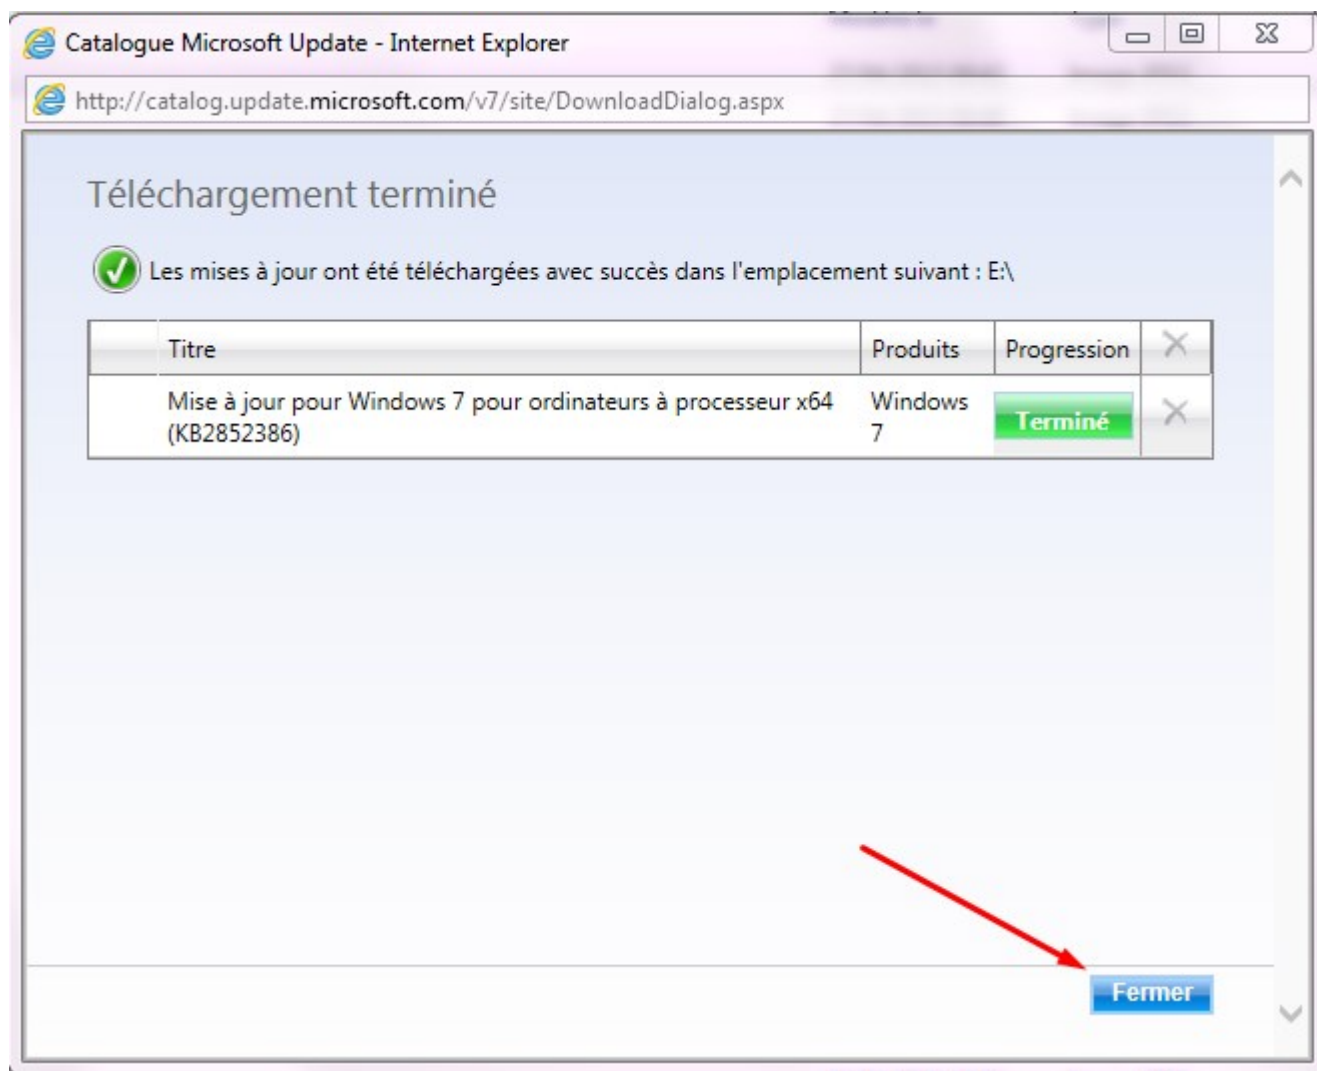 Catalogue Microsoft Update - Internet Explorer
http://catalog.update.microsoft.com/v7/site/DownloadDialog.aspx
Téléchargement terminé
Les mises à jour ont été téléchargées avec succès dans l'emplacement suivant : E:\
Titre Produits Progression
Mise à jour pour Windows 7 pour ordinateurs à processeur x64 Windows
(KB2852386) 7 Terminé
Fermer